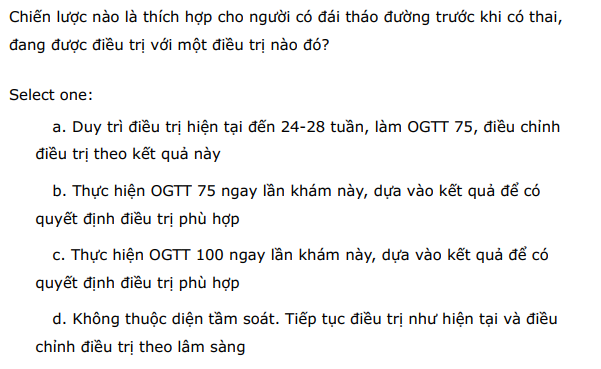 Chiến lược nào là thích hợp cho người có đái tháo đường trước khi có thai,
đang được điều trị với một điều trị nào đó?
Select one:
a. Duy trì điều trị hiện tại đến 24-28 tuần, làm OGTT 75, điều chỉnh
điều trị theo kết quả này
b. Thực hiện OGTT 75 ngay lần khám này, dựa vào kết quả để có
quyết định điều trị phù hợp
c. Thực hiện OGTT 100 ngay lần khám này, dựa vào kết quả để có
quyết định điều trị phù hợp
d. Không thuộc diện tầm soát. Tiếp tục điều trị như hiện tại và điều
chỉnh điều trị theo lâm sàng